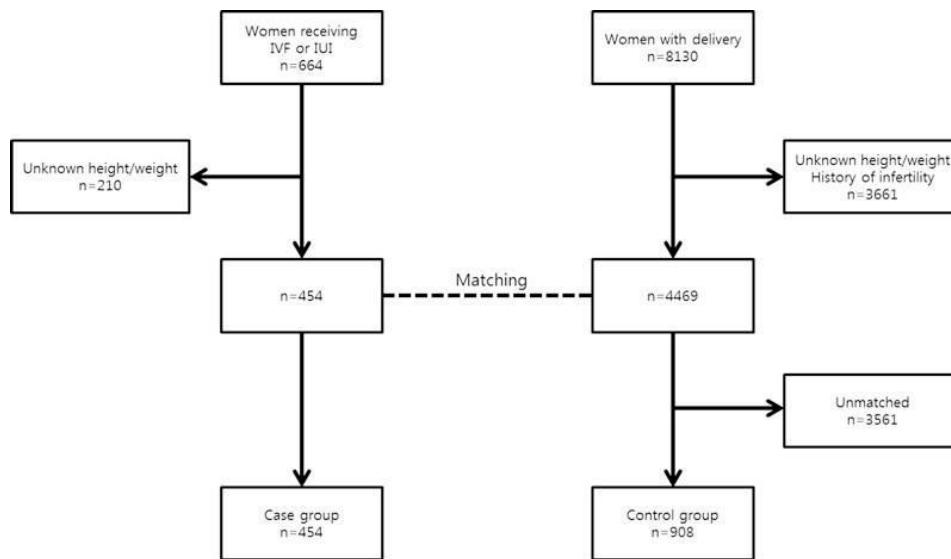 Women receiving
IVF or IUI
n=664
Women with delivery
n=8130
Unknown height/weight
n=210
Unknown height/weight
History of infertility
n=3661
n=454
Matching
n=4469
Unmatched
n=3561
Case group
n=454
Control group
n=908